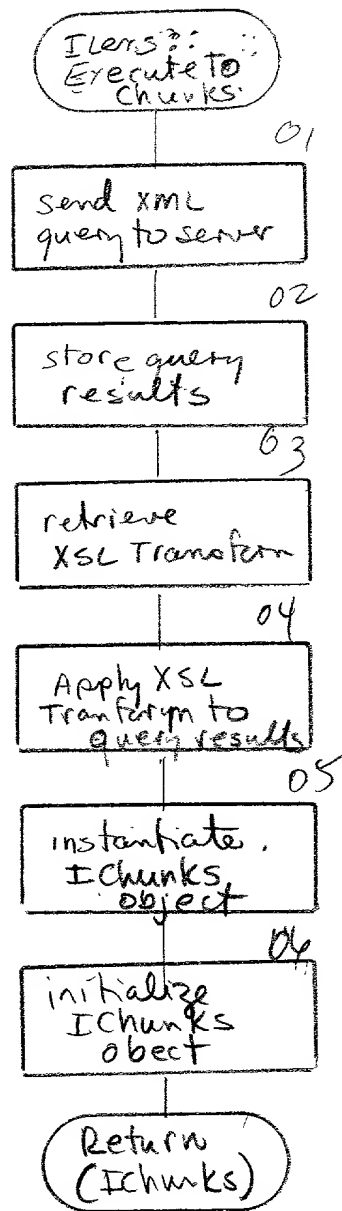 ILens::
Execute To
Chunks
01
send XML
query to server
02
store query
results
03
retrieve
XSL Transform
04
Apply XSL
Tranform to
query results
05
instantiate
IChunks
object
06
initialize
IChunks
obect
Return
(IChunks)